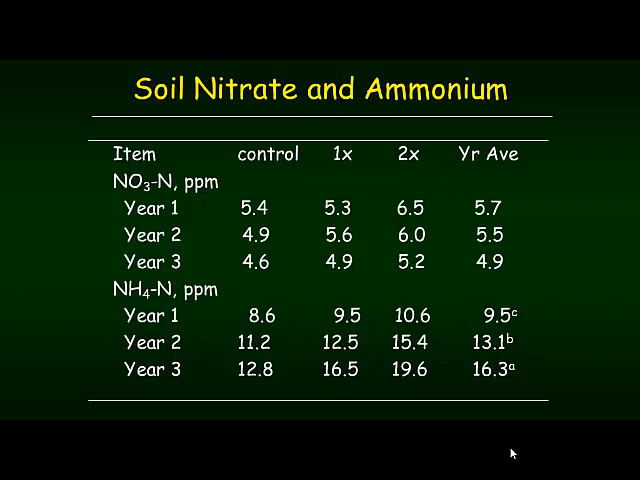 Soil Nitrate and Ammonium
Item control 1x 2x Yr Ave
NO₃-N, ppm
Year 1 5.4 5.3 6.5 5.7
Year 2 4.9 5.6 6.0 5.5
Year 3 4.6 4.9 5.2 4.9
NH₄-N, ppm
Year 1 8.6 9.5 10.6 9.5ᶜ
Year 2 11.2 12.5 15.4 13.1ᵇ
Year 3 12.8 16.5 19.6 16.3ᵃ